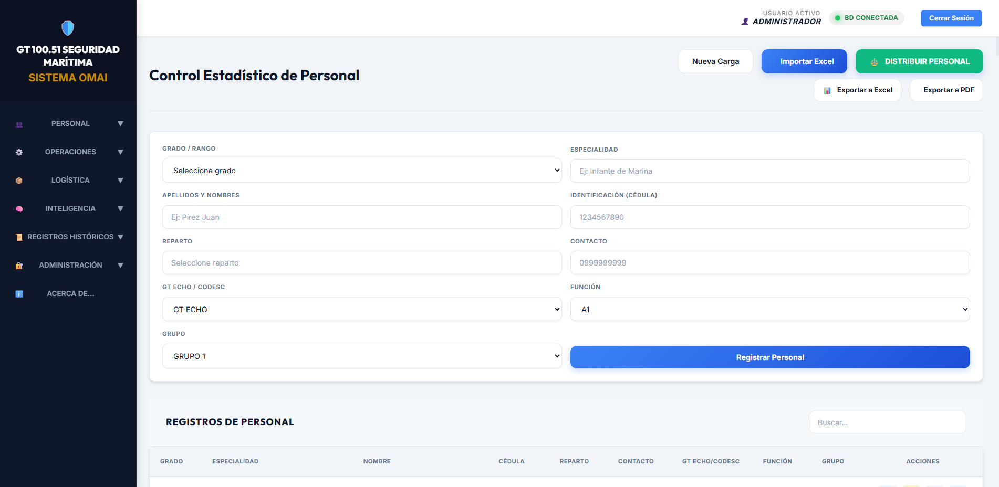 GT 100.51 SEGURIDAD
MARÍTIMA
SISTEMA OMAI
PERSONAL ▼
OPERACIONES ▼
LOGÍSTICA ▼
INTELIGENCIA ▼
REGISTROS HISTÓRICOS ▼
ADMINISTRACIÓN ▼
ACERCA DE...
USUARIO ACTIVO
ADMINISTRADOR
BD CONECTADA
Cerrar Sesión
Control Estadístico de Personal
Nueva Carga
Importar Excel
DISTRIBUIR PERSONAL
Exportar a Excel
Exportar a PDF
GRADO / RANGO
Seleccione grado
ESPECIALIDAD
Ej: Infante de Marina
APELLIDOS Y NOMBRES
Ej: Pírez Juan
IDENTIFICACIÓN (CÉDULA)
1234567890
REPARTO
Seleccione reparto
CONTACTO
0999999999
GT ECHO / CODESC
GT ECHO
FUNCIÓN
A1
GRUPO
GRUPO 1
Registrar Personal
REGISTROS DE PERSONAL
Buscar...
GRADO ESPECIALIDAD NOMBRE CÉDULA REPARTO CONTACTO GT ECHO/CODESC FUNCIÓN GRUPO ACCIONES